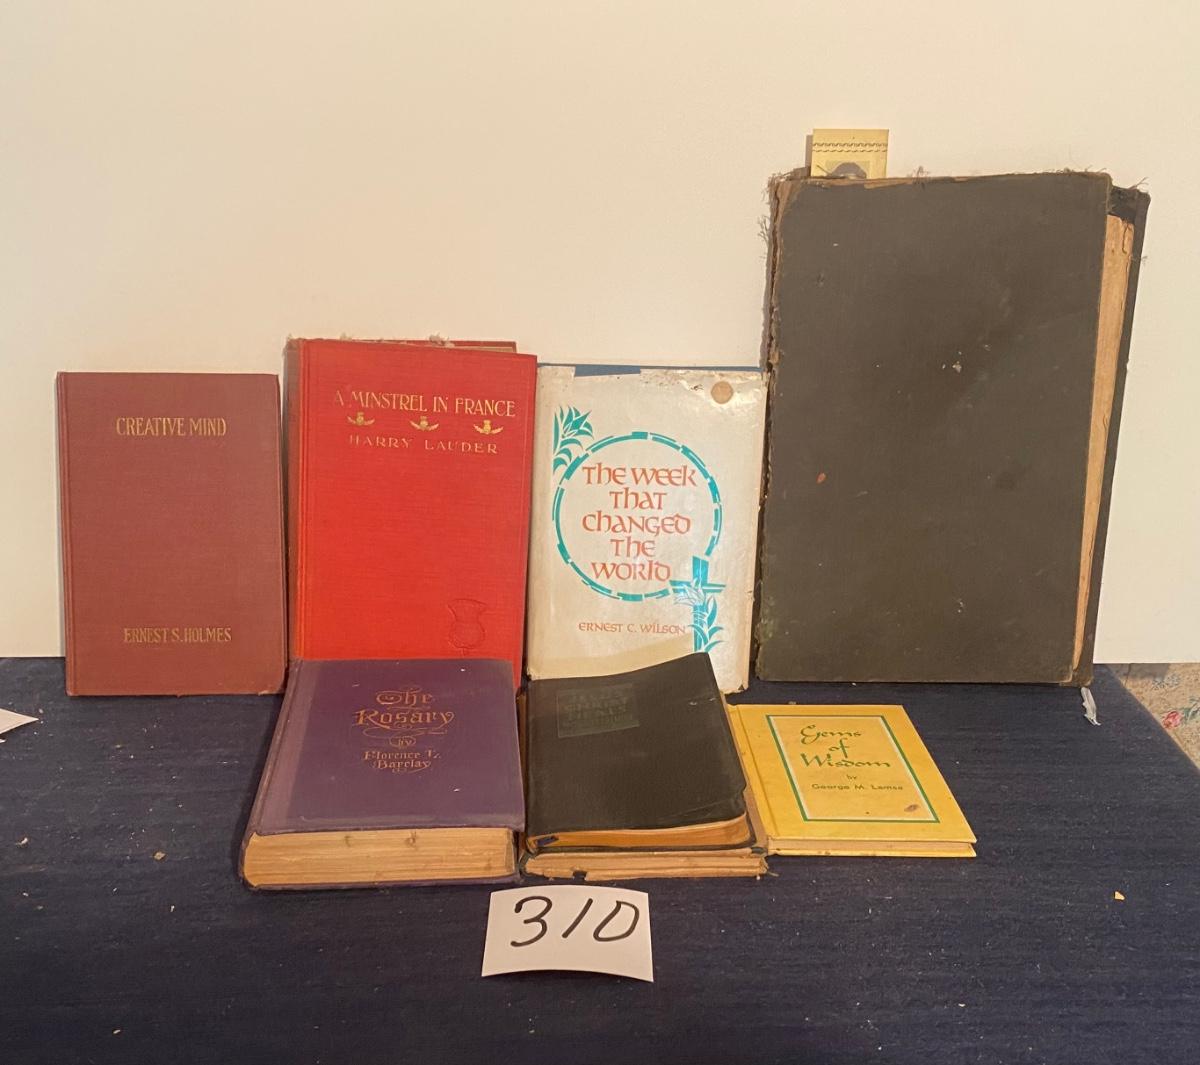 CREATIVE MIND
ERNEST S. HOLMES
A MINSTREL IN FRANCE
HARRY LAUDER
The Week
That
Changed
The
World
ERNEST C. WILSON
The
Rosary
by
Florence L.
Barclay
Gems
of
Wisdom
by
George M. Lamsa
310